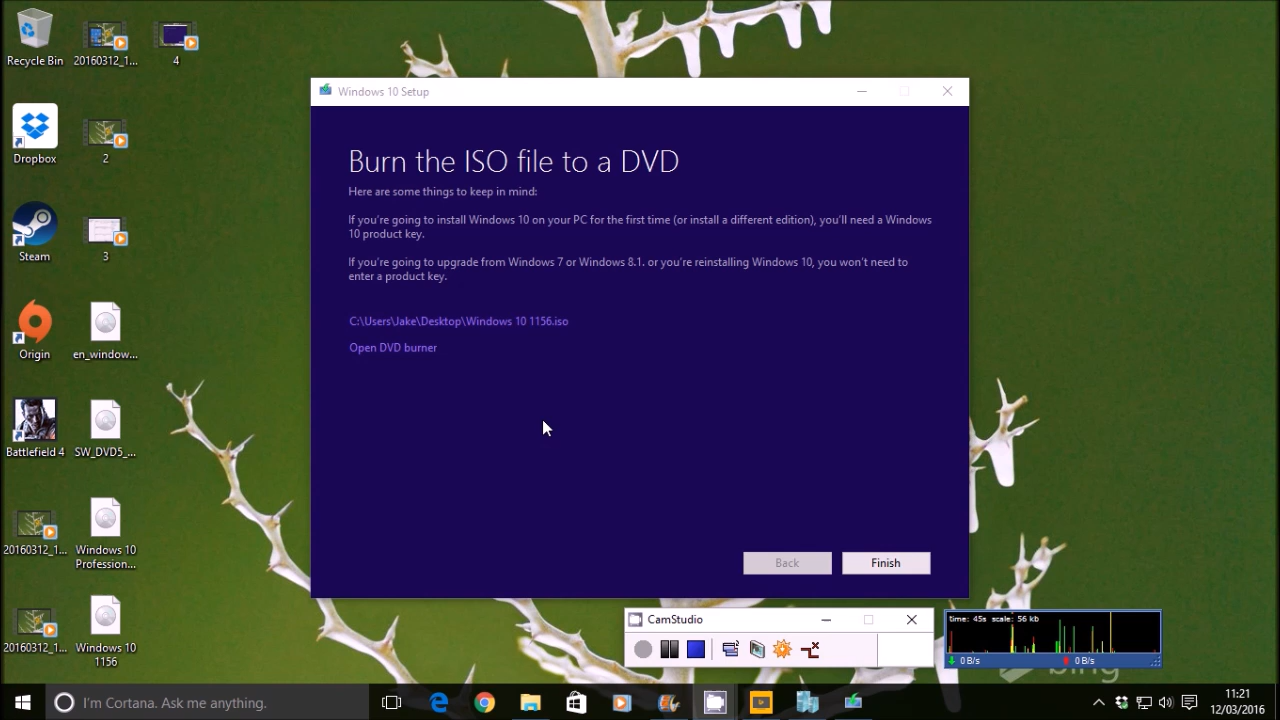 Recycle Bin
20160312_1...
4
Dropbox
2
Steam
3
Origin
en_window...
Battlefield 4
SW_DVD5_...
20160312_1...
Windows 10
Profession...
20160312_1...
Windows 10
1156
Windows 10 Setup
Burn the ISO file to a DVD
Here are some things to keep in mind:
If you're going to install Windows 10 on your PC for the first time (or install a different edition), you'll need a Windows
10 product key.
If you're going to upgrade from Windows 7 or Windows 8.1. or you're reinstalling Windows 10, you won't need to
enter a product key.
C:\Users\Jake\Desktop\Windows 10 1156.iso
Open DVD burner
Back
Finish
CamStudio
time: 45s scale: 56 kb
0 B/s
0 B/s
bing
I'm Cortana. Ask me anything.
11:21
12/03/2016